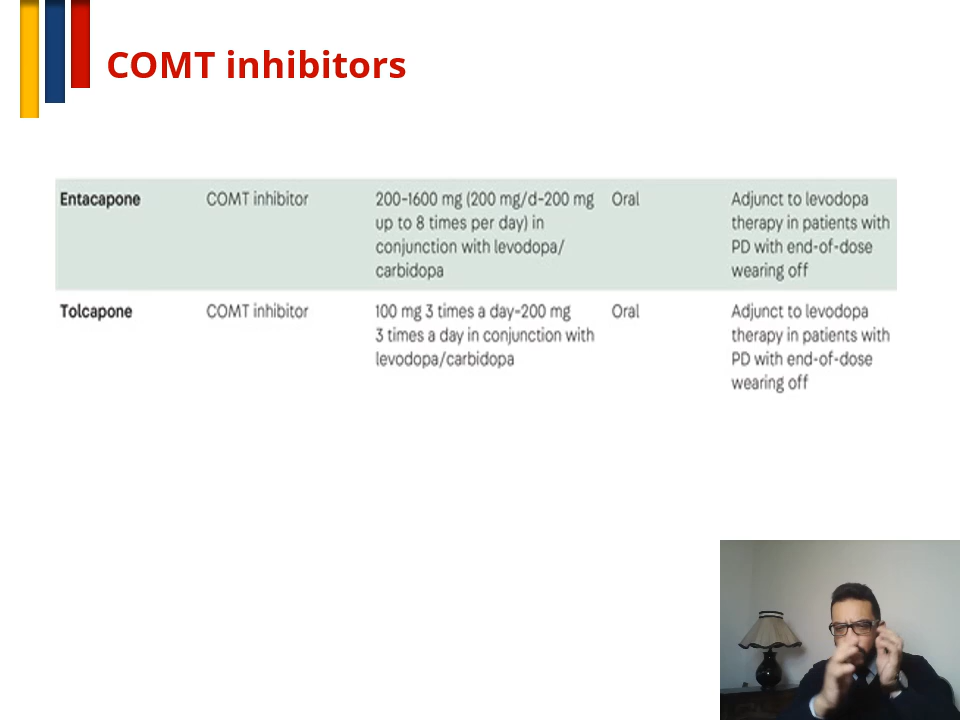 COMT inhibitors
Entacapone COMT inhibitor 200-1600 mg (200 mg/d-200 mg Oral Adjunct to levodopa
up to 8 times per day) in therapy in patients with
conjunction with levodopa/ PD with end-of-dose
carbidopa wearing off
Tolcapone COMT inhibitor 100 mg 3 times a day-200 mg Oral Adjunct to levodopa
3 times a day in conjunction with therapy in patients with
levodopa/carbidopa PD with end-of-dose
wearing off